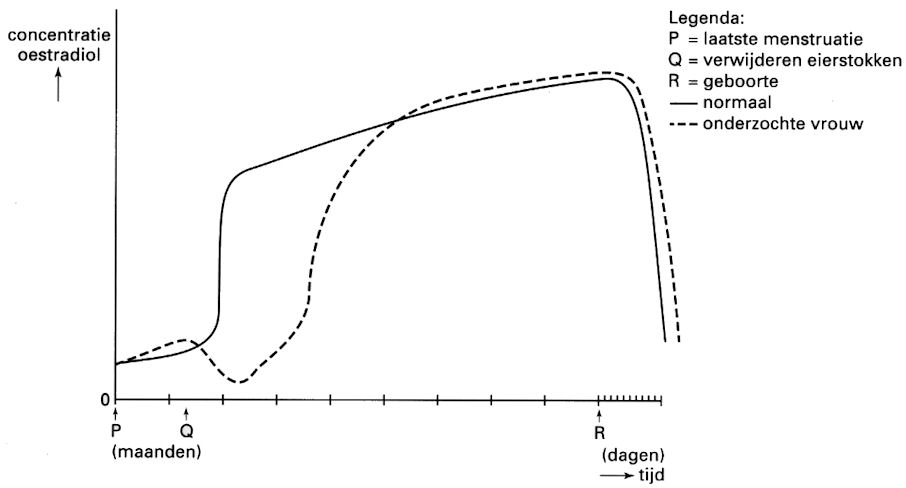 concentratie
oestradiol
Legenda:
P = laatste menstruatie
Q = verwijderen eierstokken
R = geboorte
normaal
onderzochte vrouw
0
P
Q
R
(maanden)
(dagen)
tijd